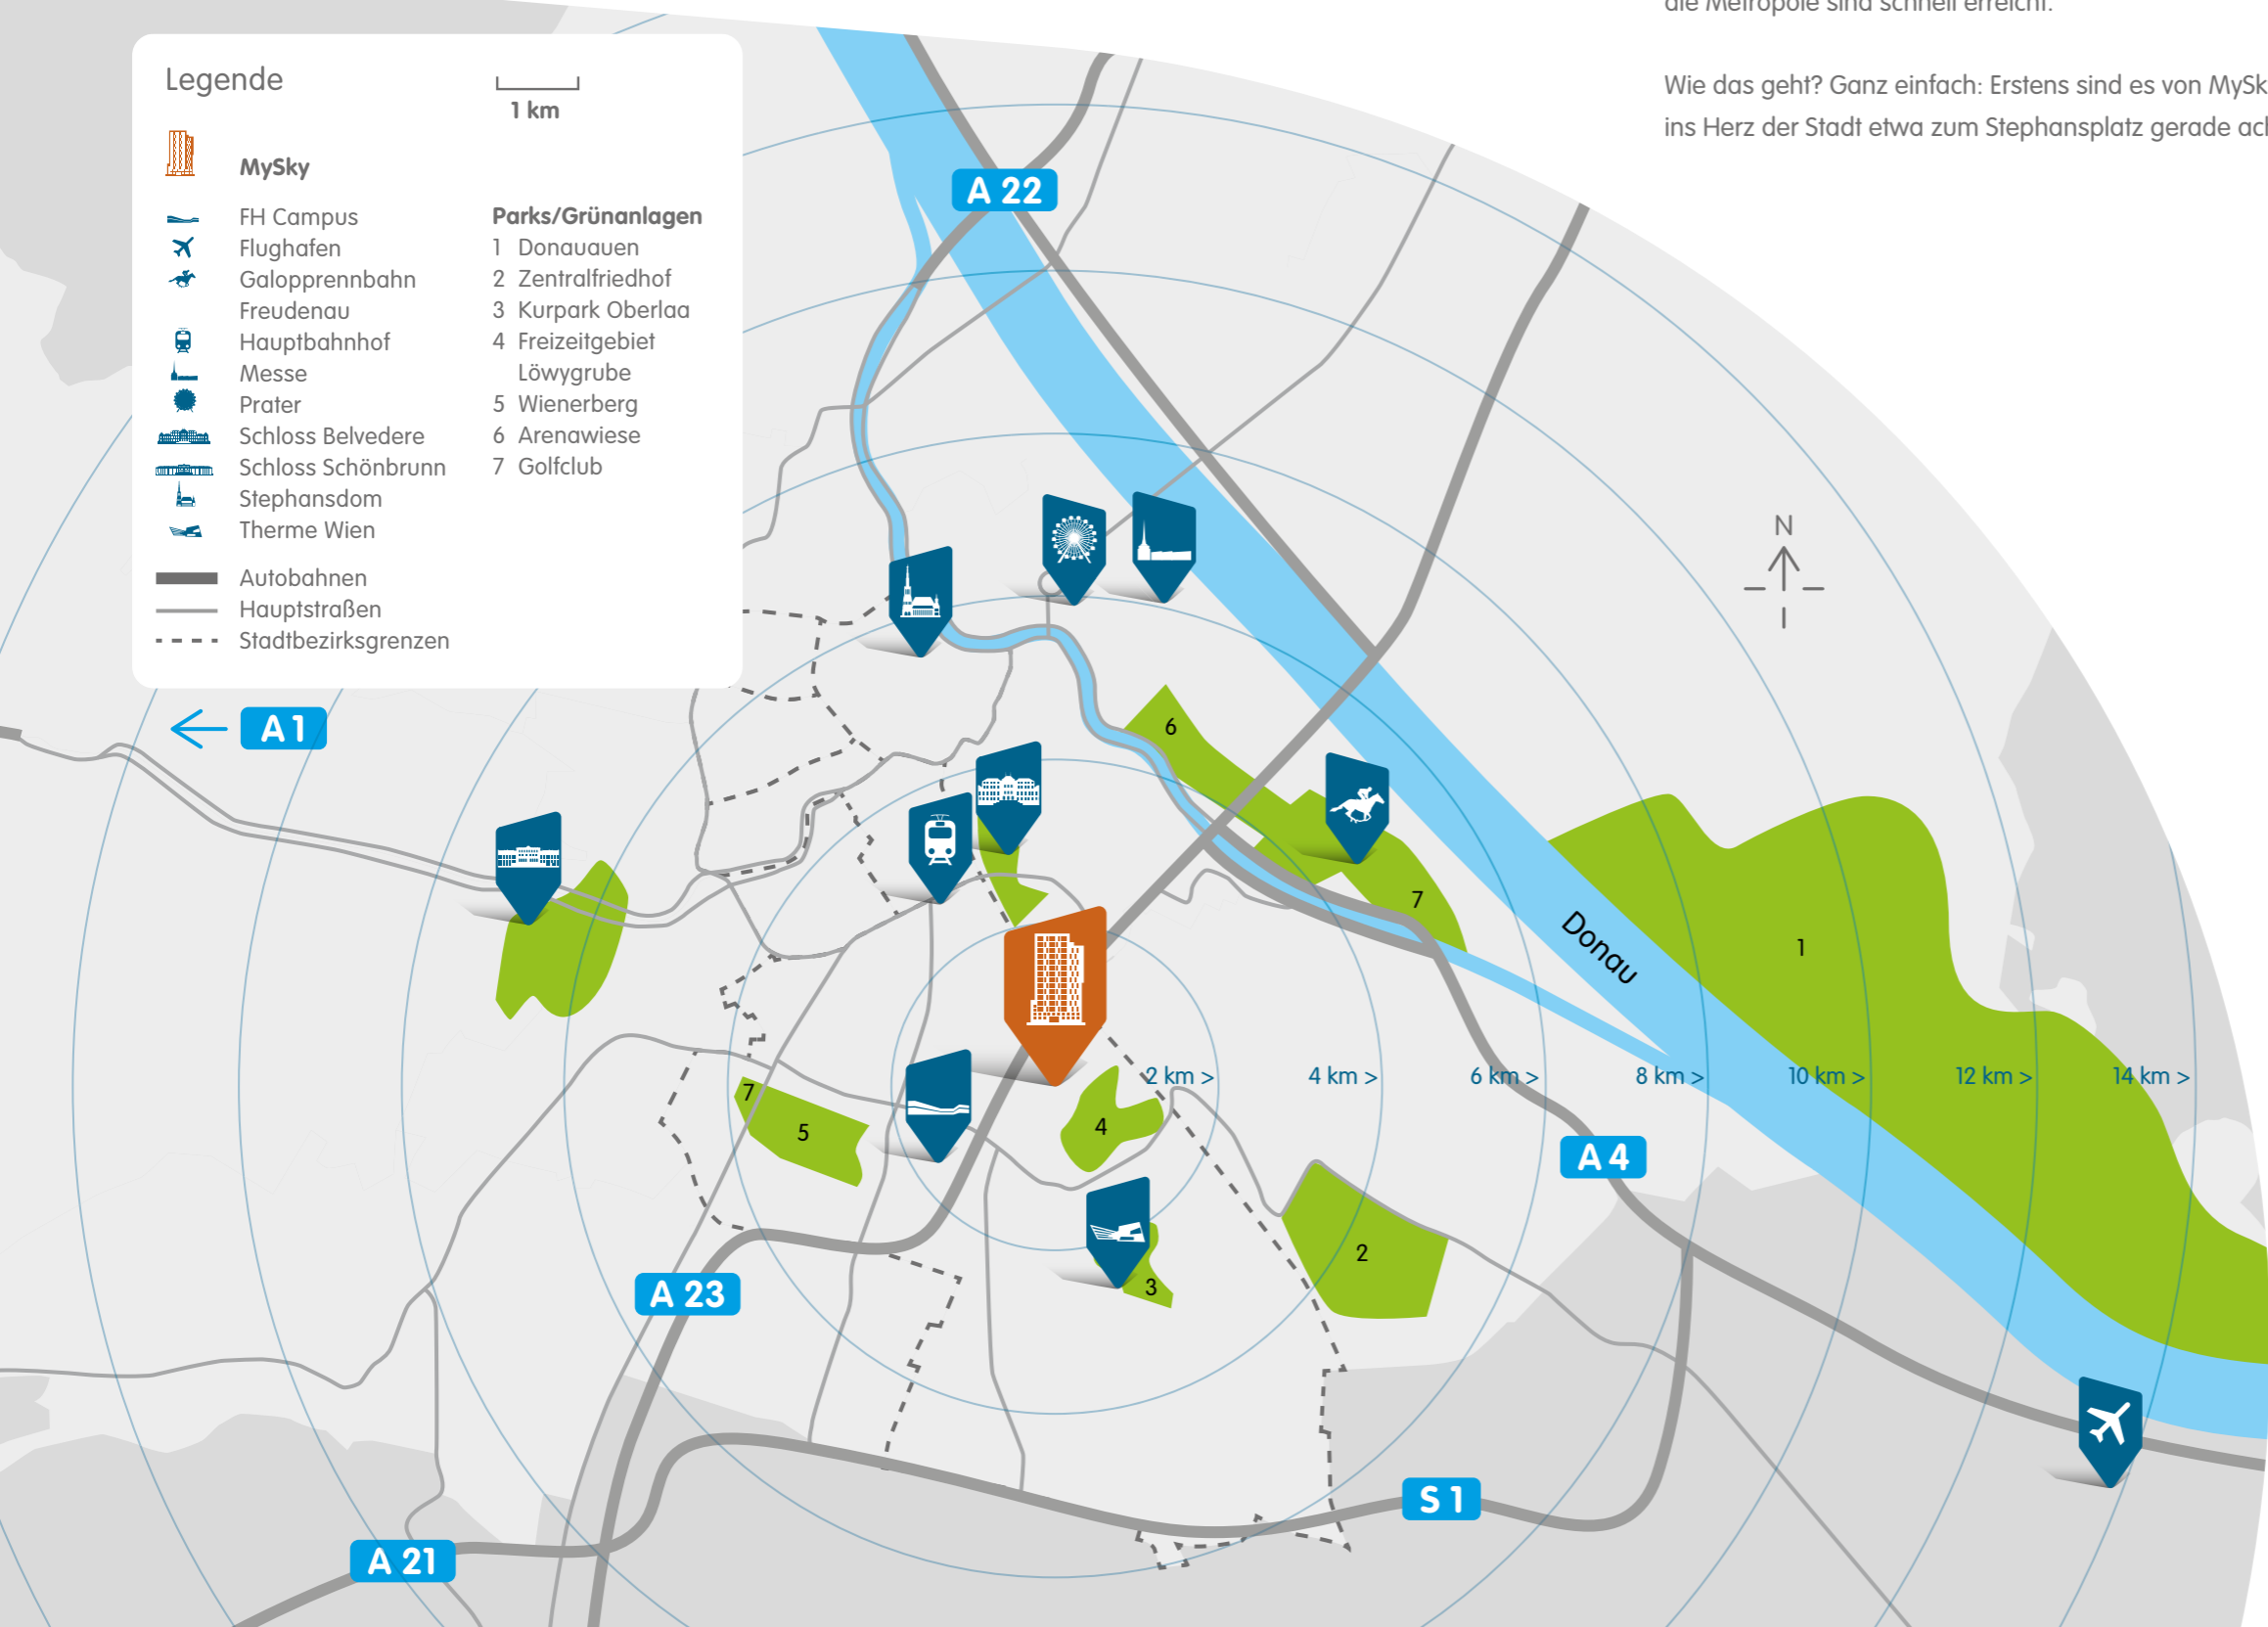 die Metropole sind schnell erreicht.
Wie das geht? Ganz einfach: Erstens sind es von MySk
ins Herz der Stadt etwa zum Stephansplatz gerade
Legende
1 km
MySky
FH Campus
Flughafen
Galopprennbahn
Freudenau
Hauptbahnhof
Messe
Prater
Schloss Belvedere
Schloss Schönbrunn
Stephansdom
Therme Wien
Parks/Grünanlagen
1 Donauauen
2 Zentralfriedhof
3 Kurpark Oberlaa
4 Freizeitgebiet
Löwygrube
5 Wienerberg
6 Arenawiese
7 Golfclub
Autobahnen
Hauptstraßen
Stadtbezirksgrenzen
A 22
N
A 1
6
7
Donau
1
2 km >
4 km >
6 km >
8 km >
10 km >
12 km >
14 km >
7
5
4
A 4
2
3
A 23
S 1
A 21